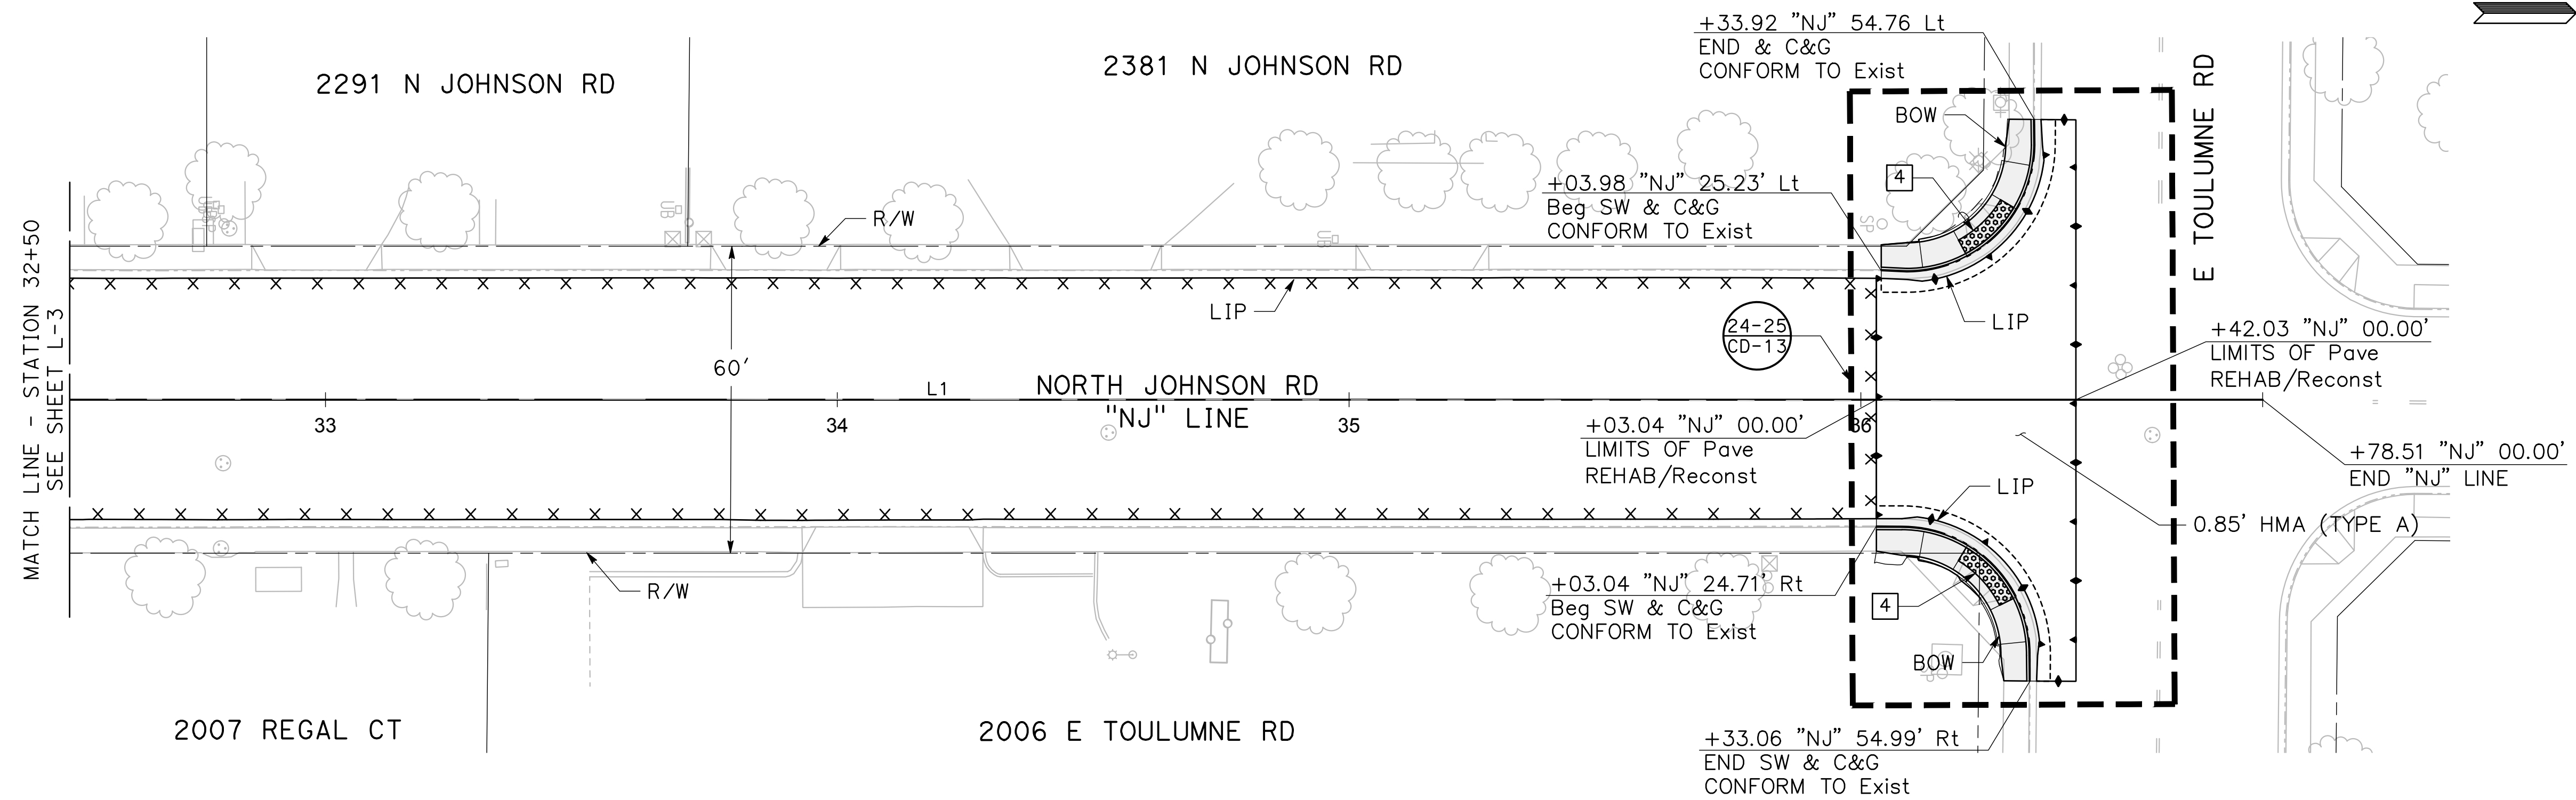 +33.92 "NJ" 54.76 Lt
END & C&G
CONFORM TO Exist
2291 N JOHNSON RD
2381 N JOHNSON RD
E TOULUMNE RD
BOW
4
+03.98 "NJ" 25.23' Lt
Beg SW & C&G
CONFORM TO Exist
R/W
LIP
LIP
MATCH LINE - STATION 32+50
SEE SHEET L-3
24-25
CD-13
+42.03 "NJ" 00.00'
LIMITS OF Pave
REHAB/Reconst
60'
L1
NORTH JOHNSON RD
"NJ" LINE
33
34
35
36
+03.04 "NJ" 00.00'
LIMITS OF Pave
REHAB/Reconst
+78.51 "NJ" 00.00'
END "NJ" LINE
LIP
0.85' HMA (TYPE A)
R/W
+03.04 "NJ" 24.71' Rt
Beg SW & C&G
CONFORM TO Exist
4
BOW
2007 REGAL CT
2006 E TOULUMNE RD
+33.06 "NJ" 54.99' Rt
END SW & C&G
CONFORM TO Exist